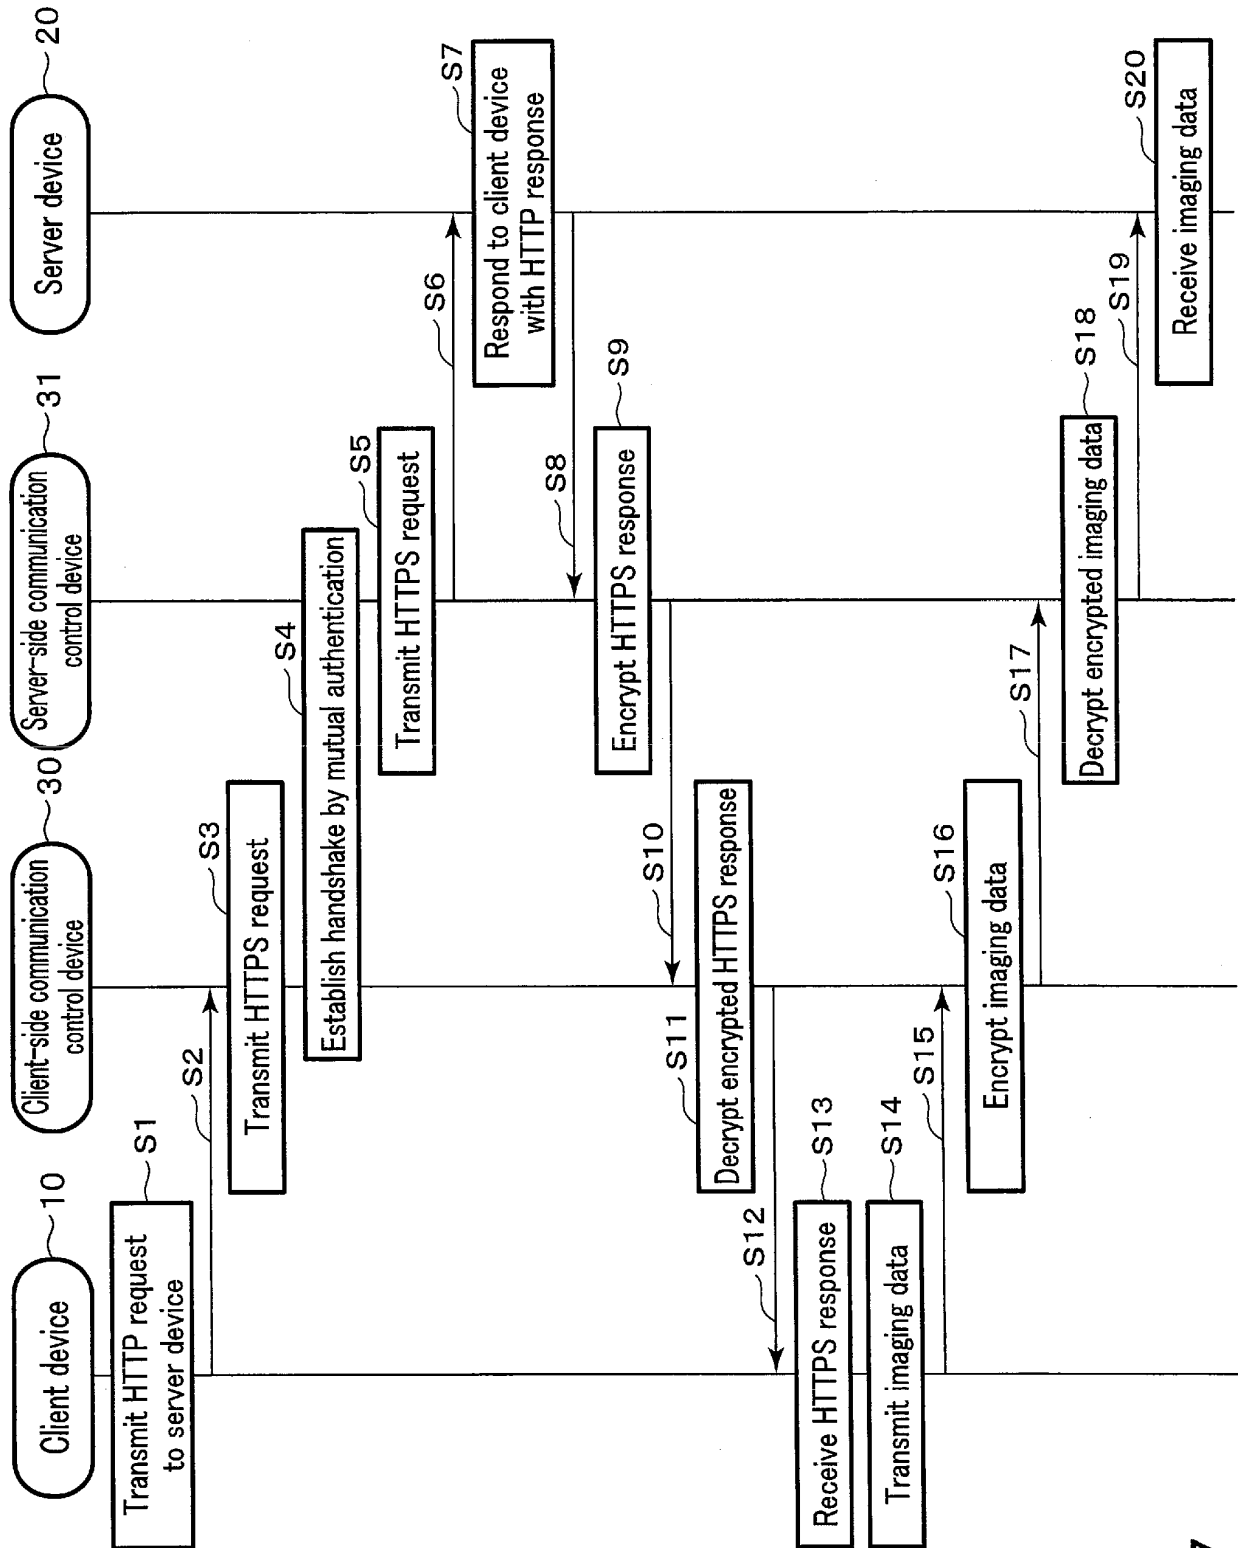 Client device
10
Client-side communication
control device
30
Server-side communication
control device
31
Server device
20
Transmit HTTP request
to server device
S1
S2
Transmit HTTPS request
S3
Establish handshake by mutual authentication
S4
Transmit HTTPS request
S5
S6
Respond to client device
with HTTP response
S7
S8
Encrypt HTTPS response
S9
S10
Decrypt encrypted HTTPS response
S11
S12
Receive HTTPS response
S13
Transmit imaging data
S14
S15
Encrypt imaging data
S16
S17
Decrypt encrypted imaging data
S18
S19
Receive imaging data
S20